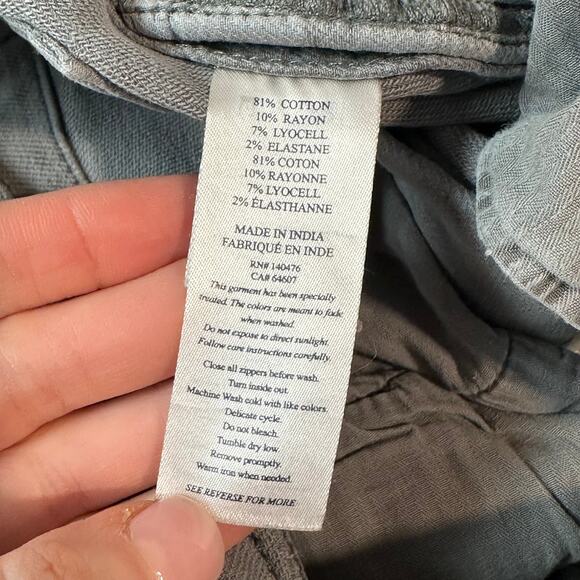 81% COTTON
10% RAYON
7% LYOCELL
2% ELASTANE
81% COTON
10% RAYONNE
7% LYOCELL
2% ÉLASTHANNE
MADE IN INDIA
FABRIQUÉ EN INDE
RN# 140476
CA# 64607
This garment has been specially
treated. The colors are meant to fade
when washed.
Do not expose to direct sunlight.
Follow care instructions carefully.
Close all zippers before wash.
Turn inside out.
Machine Wash cold with like colors.
Delicate cycle.
Do not bleach.
Tumble dry low.
Remove promptly.
Warm iron when needed.
SEE REVERSE FOR MORE